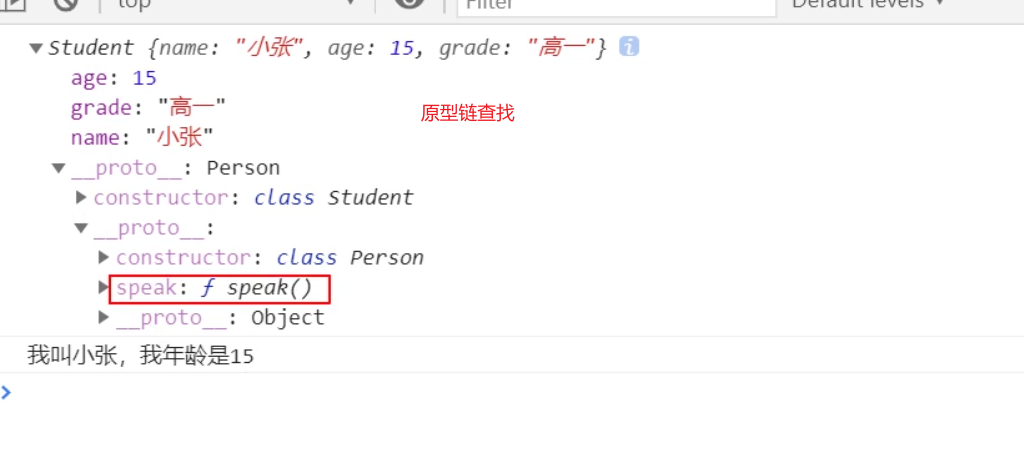 top Filter Default levels
Student {name: "小张", age: 15, grade: "高一"} i
age: 15
grade: "高一"
原型链查找
name: "小张"
__proto__: Person
constructor: class Student
__proto__:
constructor: class Person
speak: ƒ speak()
__proto__: Object
我叫小张，我年龄是15